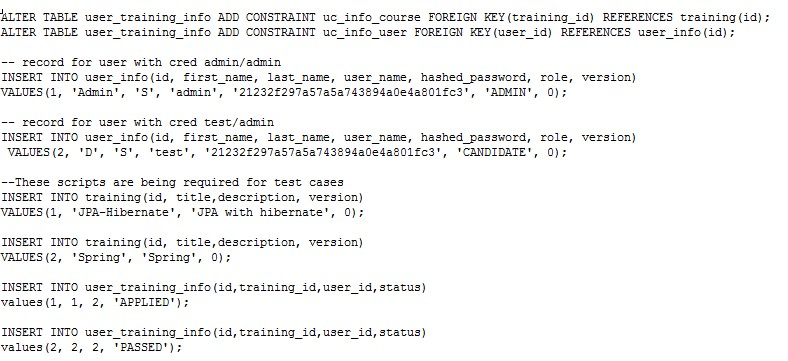 ALTER TABLE user_training_info ADD CONSTRAINT uc_info_course FOREIGN KEY(training_id) REFERENCES training(id);
ALTER TABLE user_training_info ADD CONSTRAINT uc_info_user FOREIGN KEY(user_id) REFERENCES user_info(id);
-- record for user with cred admin/admin
INSERT INTO user_info(id, first_name, last_name, user_name, hashed_password, role, version)
VALUES(1, 'Admin', 'S', 'admin', '21232f297a57a5a743894a0e4a801fc3', 'ADMIN', 0);
-- record for user with cred test/admin
INSERT INTO user_info(id, first_name, last_name, user_name, hashed_password, role, version)
VALUES(2, 'D', 'S', 'test', '21232f297a57a5a743894a0e4a801fc3', 'CANDIDATE', 0);
--These scripts are being required for test cases
INSERT INTO training(id, title,description, version)
VALUES(1, 'JPA-Hibernate', 'JPA with hibernate', 0);
INSERT INTO training(id, title,description, version)
VALUES(2, 'Spring', 'Spring', 0);
INSERT INTO user_training_info(id,training_id,user_id,status)
values(1, 1, 2, 'APPLIED');
INSERT INTO user_training_info(id,training_id,user_id,status)
values(2, 2, 2, 'PASSED');